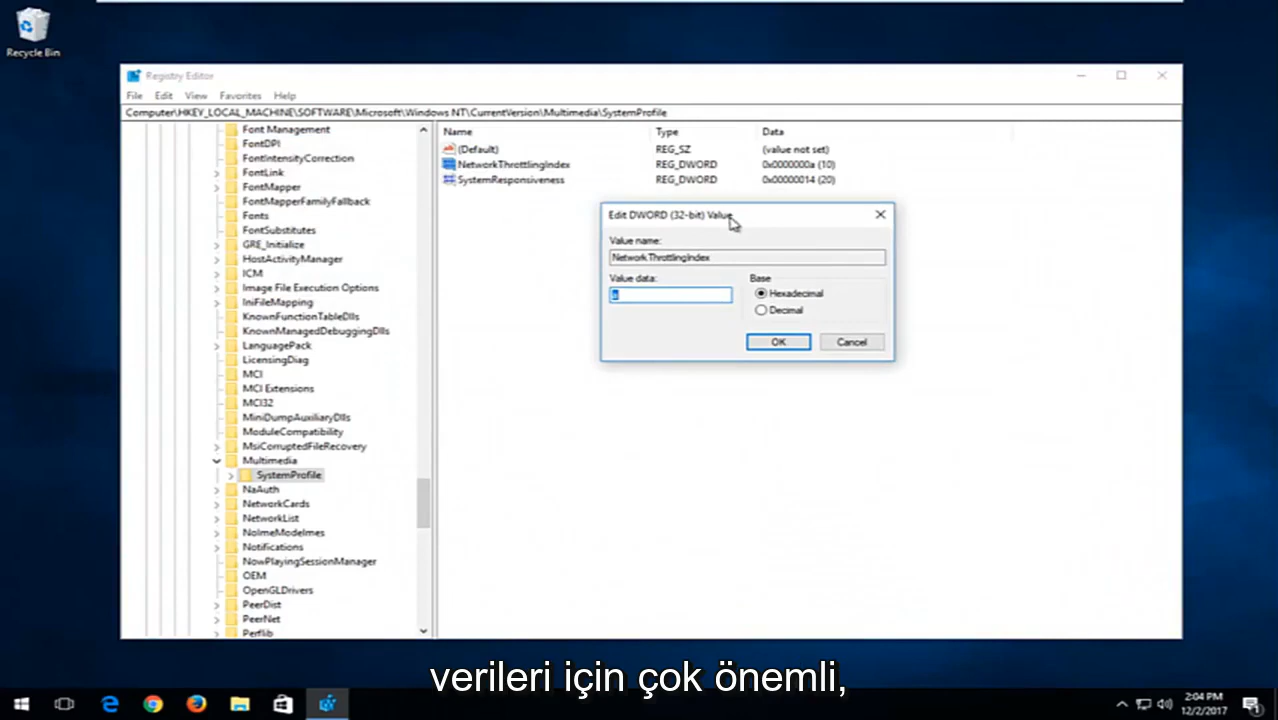 Recycle Bin
Registry Editor
File Edit View Favorites Help
Computer\HKEY_LOCAL_MACHINE\SOFTWARE\Microsoft\Windows NT\CurrentVersion\Multimedia\SystemProfile
Font Management
FontDPI
FontIntensityCorrection
FontLink
FontMapper
FontMapperFamilyFallback
Fonts
FontSubstitutes
GRE_Initialize
HostActivityManager
ICM
Image File Execution Options
IniFileMapping
KnownFunctionTableDlls
KnownManagedDebuggingDlls
LanguagePack
LicensingDiag
MCI
MCI Extensions
MCI32
MiniDumpAuxiliaryDlls
ModuleCompatibility
MsiCorruptedFileRecovery
Multimedia
SystemProfile
NaAuth
NetworkCards
NetworkList
NoImeModeImes
Notifications
NowPlayingSessionManager
OEM
OpenGLDrivers
PeerDist
PeerNet
Perflib
Name Type Data
(Default) REG_SZ (value not set)
NetworkThrottlingIndex REG_DWORD 0x0000000a (10)
SystemResponsiveness REG_DWORD 0x00000014 (20)
Edit DWORD (32-bit) Value
Value name:
NetworkThrottlingIndex
Value data:
a
Base
Hexadecimal
Decimal
OK Cancel
verileri için çok önemli,
2:04 PM
12/2/2017